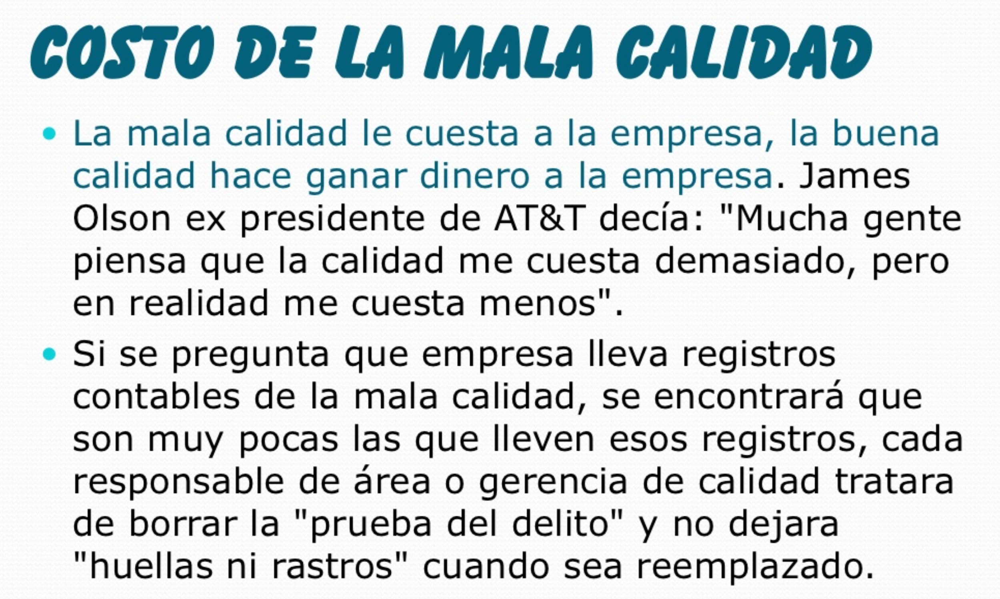 COSTO DE LA MALA CALIDAD
• La mala calidad le cuesta a la empresa, la buena
calidad hace ganar dinero a la empresa. James
Olson ex presidente de AT&T decía: "Mucha gente
piensa que la calidad me cuesta demasiado, pero
en realidad me cuesta menos".
• Si se pregunta que empresa lleva registros
contables de la mala calidad, se encontrará que
son muy pocas las que lleven esos registros, cada
responsable de área o gerencia de calidad tratara
de borrar la "prueba del delito" y no dejara
"huellas ni rastros" cuando sea reemplazado.